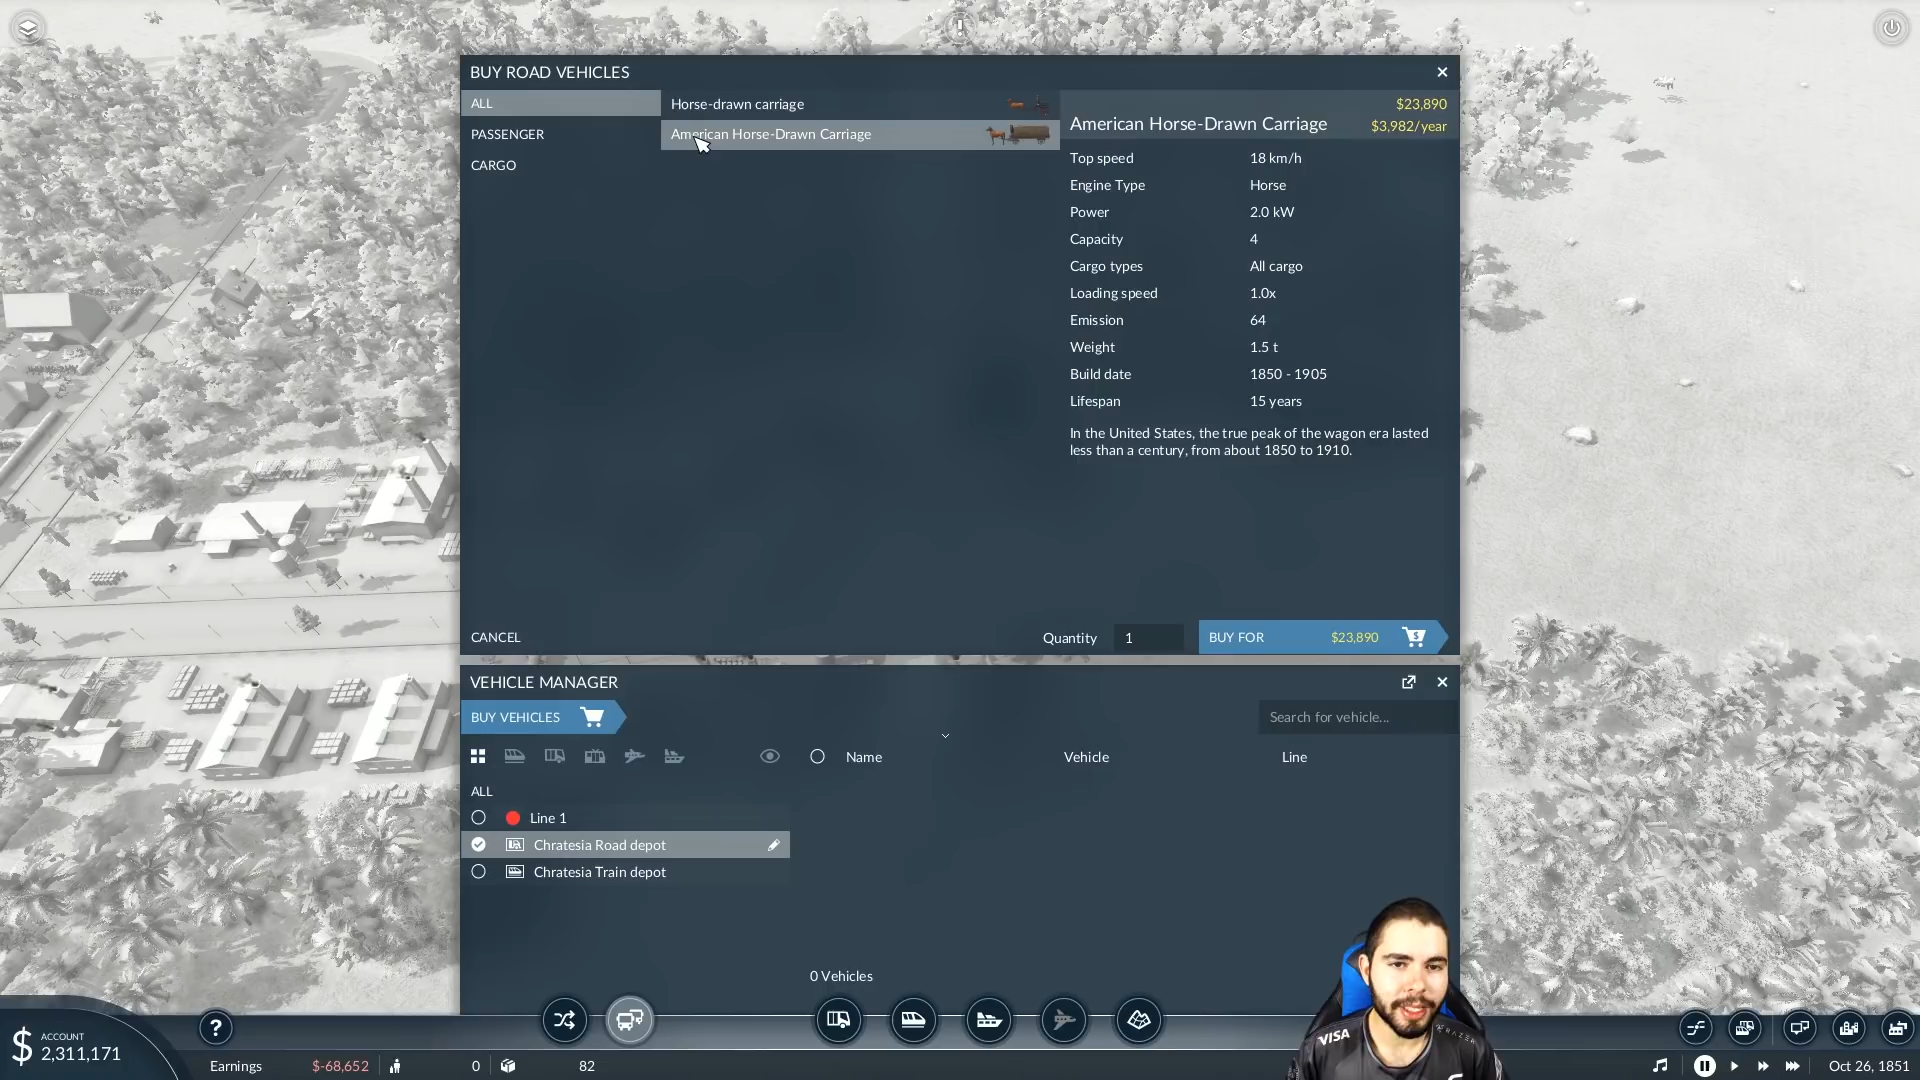 BUY ROAD VEHICLES
ALL
PASSENGER
CARGO
Horse-drawn carriage
American Horse-Drawn Carriage
American Horse-Drawn Carriage
$23,890
$3,982/year
Top speed 18 km/h
Engine Type Horse
Power 2.0 kW
Capacity 4
Cargo types All cargo
Loading speed 1.0x
Emission 64
Weight 1.5 t
Build date 1850 - 1905
Lifespan 15 years
In the United States, the true peak of the wagon era lasted
less than a century, from about 1850 to 1910.
CANCEL
Quantity 1
BUY FOR $23,890
VEHICLE MANAGER
BUY VEHICLES
Search for vehicle...
Name Vehicle Line
ALL
Line 1
Chratesia Road depot
Chratesia Train depot
0 Vehicles
VISA
RAZER
?
$ ACCOUNT
2,311,171
Earnings $-68,652 0 82
Oct 26, 1851